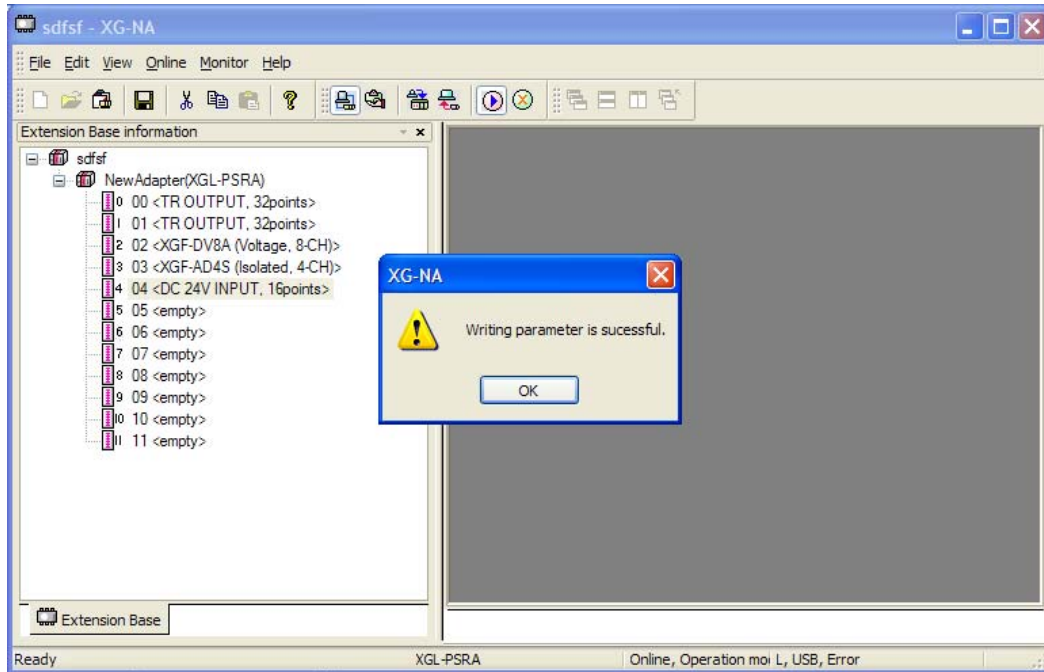 sdfsf - XG-NA
File Edit View Online Monitor Help
Extension Base information
sdfsf
NewAdapter(XGL-PSRA)
0 00 <TR OUTPUT, 32points>
1 01 <TR OUTPUT, 32points>
2 02 <XGF-DV8A (Voltage, 8-CH)>
3 03 <XGF-AD4S (Isolated, 4-CH)>
4 04 <DC 24V INPUT, 16points>
5 05 <empty>
6 06 <empty>
7 07 <empty>
8 08 <empty>
9 09 <empty>
10 10 <empty>
11 11 <empty>
XG-NA
Writing parameter is sucessful.
OK
Extension Base
Ready XGL-PSRA Online, Operation mo L, USB, Error